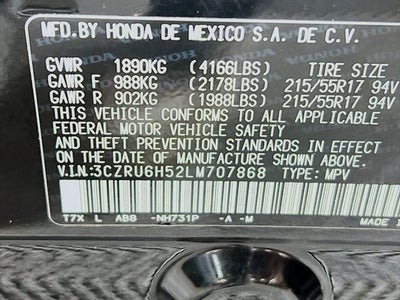 MFD.BY HONDA DE MEXICO S.A. DE C.V.
GVWR 1890KG (4166LBS) TIRE SIZE
GAWR F 988KG (2178LBS) 215/55R17 94V
GAWR R 902KG (1988LBS) 215/55R17 94V
THIS VEHICLE CONFORMS TO ALL APPLICABLE
FEDERAL MOTOR VEHICLE SAFETY, BUMPER,
AND THEFT PREVENTION STANDARDS
IN EFFECT ON THE DATE OF MANUFACTURE
V.I.N:3CZRU6H52LM707868 TYPE: MPV
T7X L AB8 -NH731P -A -M MADE